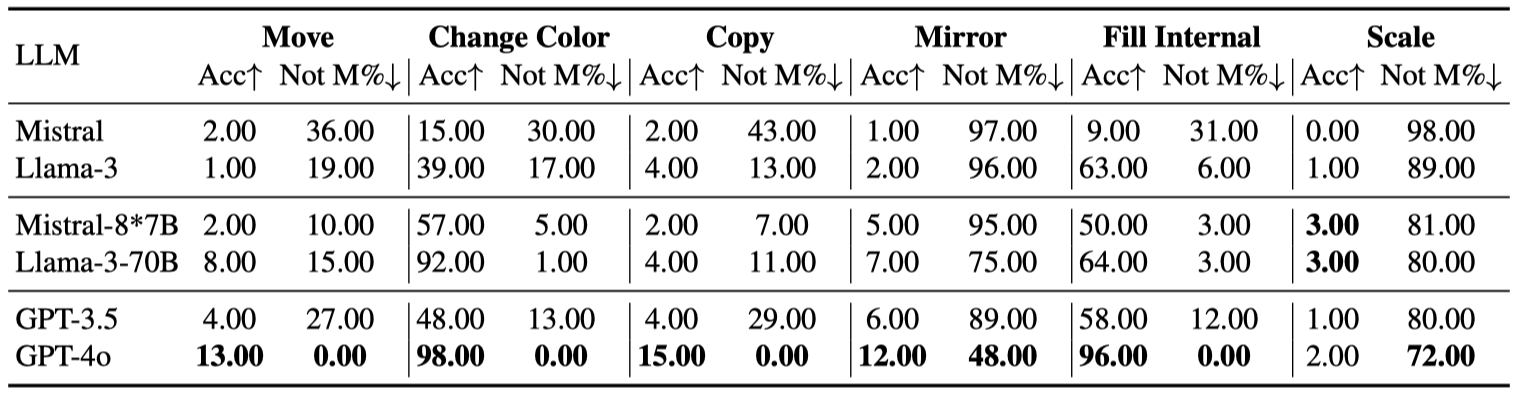 LLM Move Change Color Copy Mirror Fill Internal Scale
Acc↑ Not M%↓ Acc↑ Not M%↓ Acc↑ Not M%↓ Acc↑ Not M%↓ Acc↑ Not M%↓ Acc↑ Not M%↓
Mistral 2.00 36.00 15.00 30.00 2.00 43.00 1.00 97.00 9.00 31.00 0.00 98.00
Llama-3 1.00 19.00 39.00 17.00 4.00 13.00 2.00 96.00 63.00 6.00 1.00 89.00
Mistral-8*7B 2.00 10.00 57.00 5.00 2.00 7.00 5.00 95.00 50.00 3.00 3.00 81.00
Llama-3-70B 8.00 15.00 92.00 1.00 4.00 11.00 7.00 75.00 64.00 3.00 3.00 80.00
GPT-3.5 4.00 27.00 48.00 13.00 4.00 29.00 6.00 89.00 58.00 12.00 1.00 80.00
GPT-4o 13.00 0.00 98.00 0.00 15.00 0.00 12.00 48.00 96.00 0.00 2.00 72.00